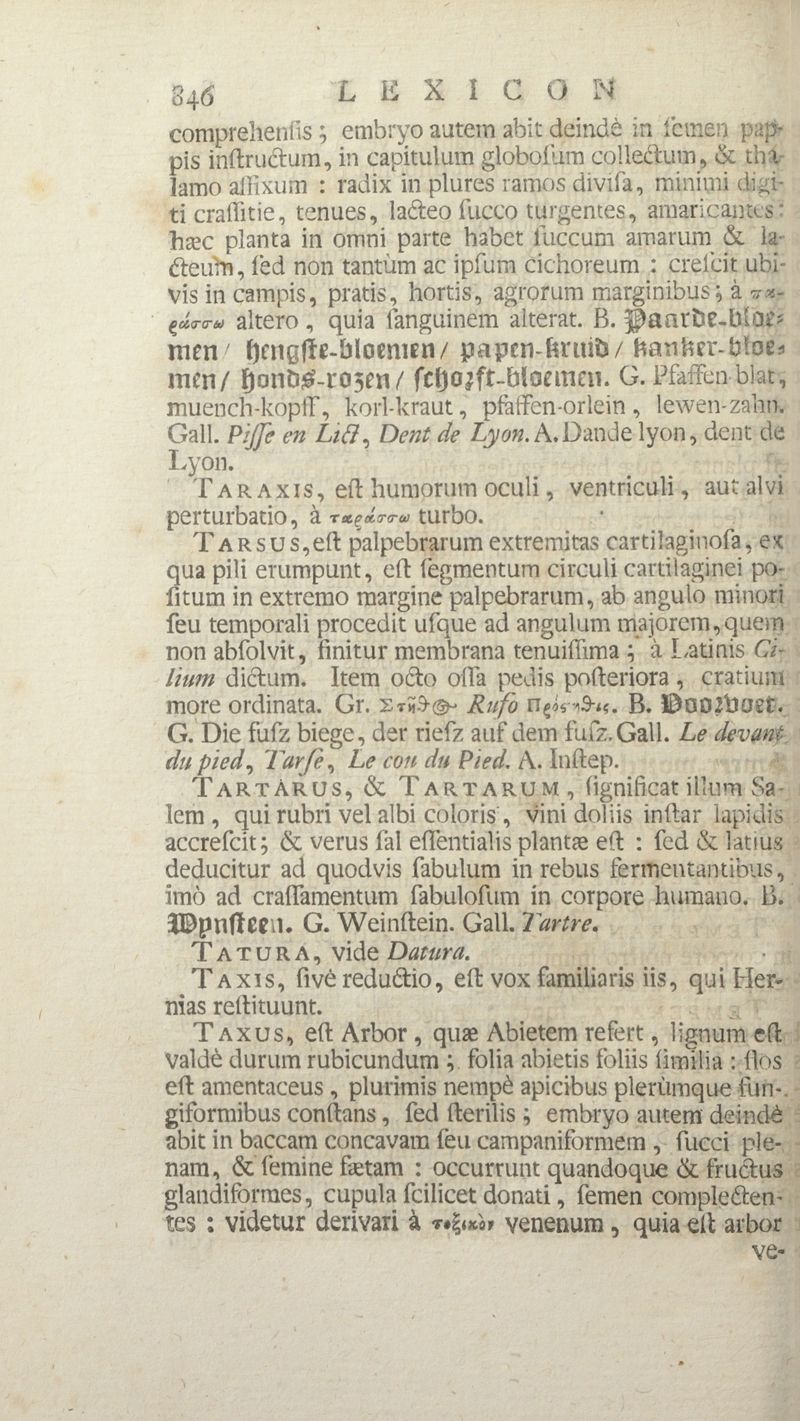 846 LEXICON
comprehenſis; embryo autem abit deindè in ſemen pap-
pis inſtructum, in capitulum globoſum collectum, & tha-
lamo affixum : radix in plures ramos diviſa, minimi digi-
ti craſſitie, tenues, lacteo ſucco turgentes, amaricantes:
hæc planta in omni parte habet ſuccum amarum & la-
cteum, ſed non tantùm ac ipſum cichoreum : creſcit ubi-
vis in campis, pratis, hortis, agrorum marginibus; à τα-
ράσσω altero, quia ſanguinem alterat. B. Paarde-bloe-
men/ hengſte-bloemen/ papen-kruid/ kanker-bloe-
men/ honds-rozen/ ſchorſt-bloemen. G. Pfaffen blat,
muench-kopff, korl-kraut, pfaffen-orlein, lewen-zahn.
Gall. Piſſe en Lict, Dent de Lyon. A. Dande lyon, dent de
Lyon.
TARAXIS, eſt humorum oculi, ventriculi, aut alvi
perturbatio, à ταράσσω turbo.
TARSUS, eſt palpebrarum extremitas cartilaginoſa, ex
qua pili erumpunt, eſt ſegmentum circuli cartilaginei po-
ſitum in extremo margine palpebrarum, ab angulo minori
ſeu temporali procedit uſque ad angulum majorem, quem
non abſolvit, finitur membrana tenuiſſima; à Latinis Ci-
lium dictum. Item octo oſſa pedis poſteriora, cratium
more ordinata. Gr. Στῆθος Rufo B. Voorvoet.
G. Die fuſz biege, der rieſz auf dem fuſz. Gall. Le devant
du pied, Tarſe, Le cou du Pied. A. Inſtep.
TARTARUS, & TARTARUM, ſignificat illum Sa-
lem, qui rubri vel albi coloris, vini doliis inſtar lapidis
accreſcit; & verus ſal eſſentialis plantæ eſt : ſed & latius
deducitur ad quodvis ſabulum in rebus fermentantibus,
imò ad craſſamentum ſabuloſum in corpore humano. B.
Wynſteen. G. Weinſtein. Gall. Tartre.
TATURA, vide Datura.
TAXIS, ſivè reductio, eſt vox familiaris iis, qui Her-
nias reſtituunt.
TAXUS, eſt Arbor, quæ Abietem refert, lignum eſt
valdè durum rubicundum; folia abietis foliis ſimilia : flos
eſt amentaceus, plurimis nempè apicibus plerùmque fun-
giformibus conſtans, ſed ſterilis; embryo autem deindè
abit in baccam concavam ſeu campaniformem, ſucci ple-
nam, & ſemine fætam : occurrunt quandoque & fructus
glandiformes, cupula ſcilicet donati, ſemen complecten-
tes : videtur derivari à τοξικὸν venenum, quia eſt arbor
ve-